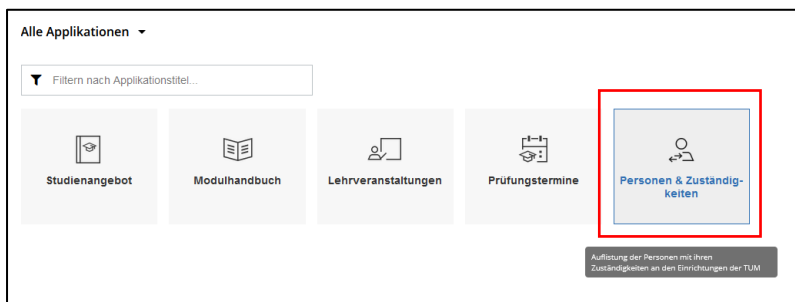 Alle Applikationen
Filtern nach Applikationstitel...
Studienangebot
Modulhandbuch
Lehrveranstaltungen
Prüfungstermine
Personen & Zuständig-
keiten
Auflistung der Personen mit ihren
Zuständigkeiten an den Einrichtungen der TUM